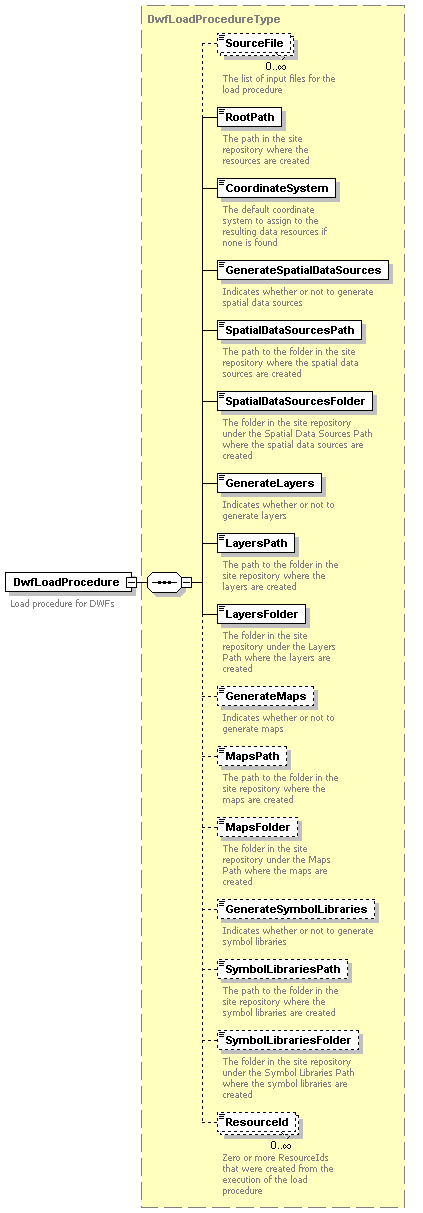 DwfLoadProcedureType
SourceFile
0..∞
The list of input files for the
load procedure
RootPath
The path in the site
repository where the
resources are created
CoordinateSystem
The default coordinate
system to assign to the
resulting data resources if
none is found
GenerateSpatialDataSources
Indicates whether or not to generate
spatial data sources
SpatialDataSourcesPath
The path to the folder in the site
repository where the spatial data
sources are created
SpatialDataSourcesFolder
The folder in the site repository
under the Spatial Data Sources Path
where the spatial data sources are
created
GenerateLayers
Indicates whether or not to
generate layers
LayersPath
The path to the folder in the
site repository where the
layers are created
DwfLoadProcedure
Load procedure for DWFs
LayersFolder
The folder in the site
repository under the Layers
Path where the layers are
created
GenerateMaps
Indicates whether or not to
generate maps
MapsPath
The path to the folder in the
site repository where the
maps are created
MapsFolder
The folder in the site
repository under the Maps
Path where the maps are
created
GenerateSymbolLibraries
Indicates whether or not to generate
symbol libraries
SymbolLibrariesPath
The path to the folder in the
site repository where the
symbol libraries are created
SymbolLibrariesFolder
The folder in the site repository
under the Symbol Libraries Path
where the symbol libraries are
created
ResourceId
0..∞
Zero or more ResourceIds
that were created from the
execution of the load
procedure